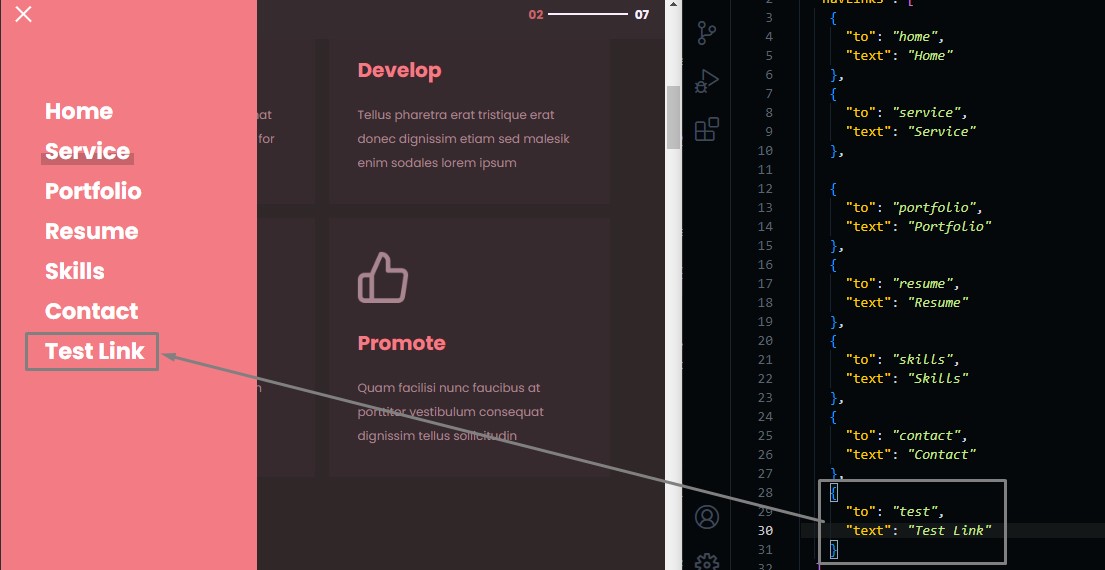 02 07
Home
Service
Portfolio
Resume
Skills
Contact
Test Link
for
Develop
Tellus pharetra erat tristique erat
donec dignissim etiam sed malesik
enim sodales lorem ipsum
Promote
Quam facilisi nunc faucibus at
porttitor vestibulum consequat
dignissim tellus sollicitudin
3 {
4 "to": "home",
5 "text": "Home"
6 },
7 {
8 "to": "service",
9 "text": "Service"
10 },
11
12 {
13 "to": "portfolio",
14 "text": "Portfolio"
15 },
16 {
17 "to": "resume",
18 "text": "Resume"
19 },
20 {
21 "to": "skills",
22 "text": "Skills"
23 },
24 {
25 "to": "contact",
26 "text": "Contact"
27 },
28 {
29 "to": "test",
30 "text": "Test Link"
31 }
32 ]